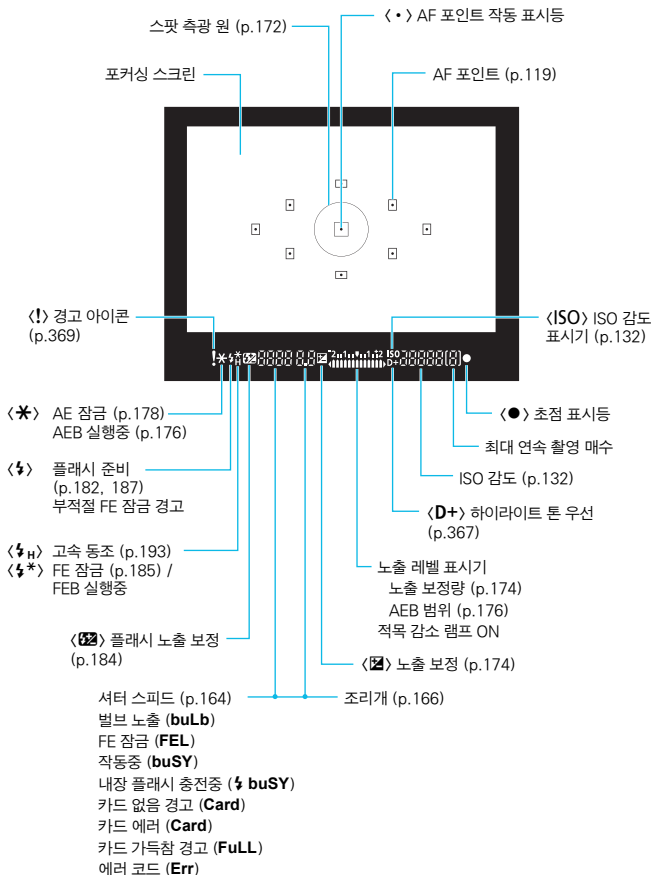 스팟 측광 원 (p.172)
〈 · 〉 AF 포인트 작동 표시등
포커싱 스크린
AF 포인트 (p.119)
〈!〉 경고 아이콘
(p.369)
〈ISO〉 ISO 감도
표시기 (p.132)
〈✱〉 AE 잠금 (p.178)
AEB 실행중 (p.176)
〈●〉 초점 표시등
최대 연속 촬영 매수
〈⚡〉 플래시 준비
(p.182, 187)
부적절 FE 잠금 경고
ISO 감도 (p.132)
〈D+〉 하이라이트 톤 우선
(p.367)
〈⚡H〉 고속 동조 (p.193)
〈⚡✱〉 FE 잠금 (p.185) /
FEB 실행중
노출 레벨 표시기
노출 보정량 (p.174)
AEB 범위 (p.176)
적목 감소 램프 ON
플래시 노출 보정
(p.184)
노출 보정 (p.174)
셔터 스피드 (p.164)
조리개 (p.166)
벌브 노출 (buLb)
FE 잠금 (FEL)
작동중 (buSY)
내장 플래시 충전중 (⚡ buSY)
카드 없음 경고 (Card)
카드 에러 (Card)
카드 가득참 경고 (FuLL)
에러 코드 (Err)